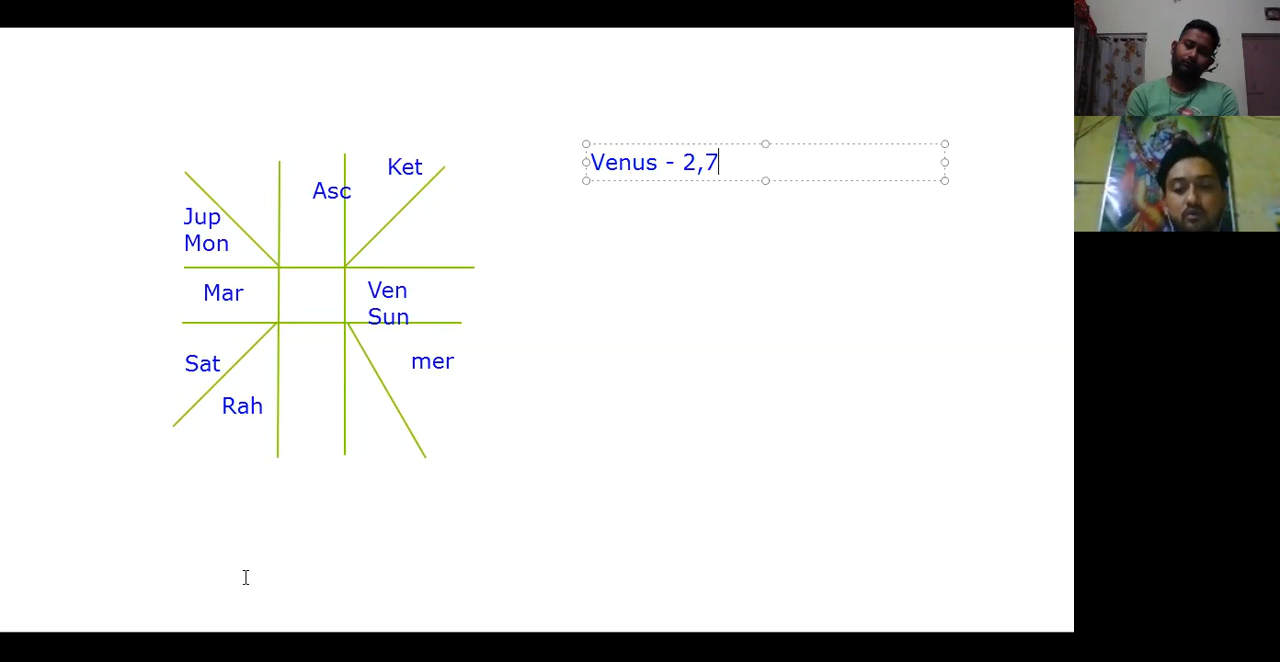 Ket
Asc
Jup
Mon
Mar
Ven
Sun
Sat
mer
Rah
Venus - 2,7